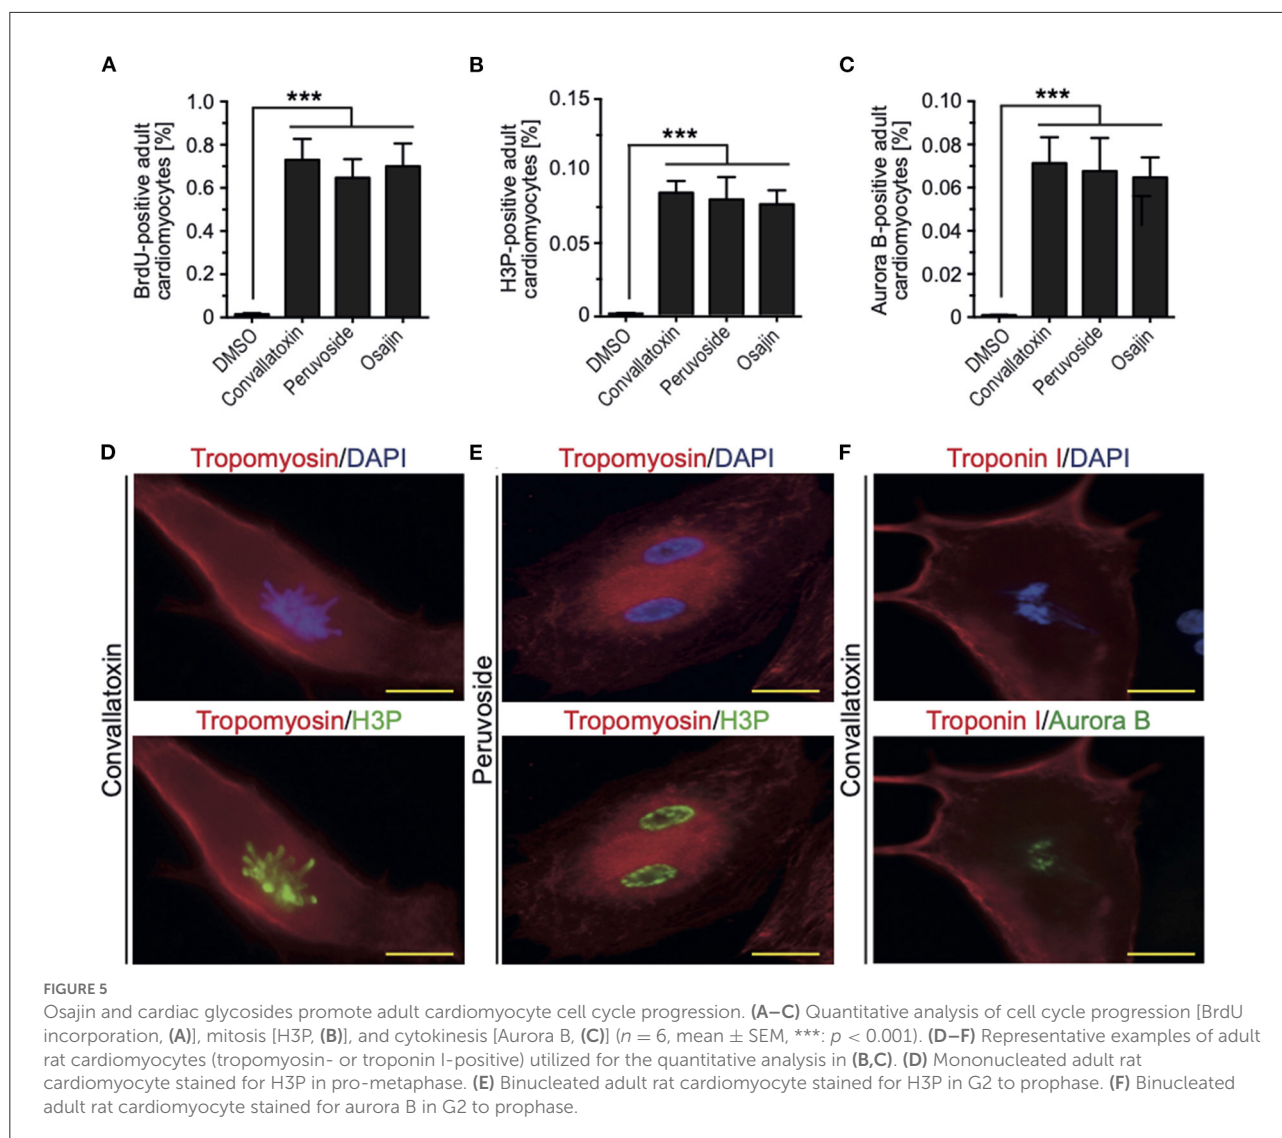 A
BrdU-positive adult
cardiomyocytes [%]
1.0
0.8
0.6
0.4
0.2
0
***
DMSO
Convallatoxin
Peruvoside
Osajin
B
H3P-positive adult
cardiomyocytes [%]
0.15
0.10
0.05
0
***
DMSO
Convallatoxin
Peruvoside
Osajin
C
Aurora B-positive adult
cardiomyocytes [%]
0.10
0.08
0.06
0.04
0.02
0
***
DMSO
Convallatoxin
Peruvoside
Osajin
D
Convallatoxin
Tropomyosin/DAPI
Tropomyosin/H3P
E
Peruvoside
Tropomyosin/DAPI
Tropomyosin/H3P
F
Convallatoxin
Troponin I/DAPI
Troponin I/Aurora B
FIGURE 5
Osajin and cardiac glycosides promote adult cardiomyocyte cell cycle progression. (A–C) Quantitative analysis of cell cycle progression [BrdU
incorporation, (A)], mitosis [H3P, (B)], and cytokinesis [Aurora B, (C)] (n = 6, mean ± SEM, ***: p < 0.001). (D–F) Representative examples of adult
rat cardiomyocytes (tropomyosin- or troponin I-positive) utilized for the quantitative analysis in (B,C). (D) Mononucleated adult rat
cardiomyocyte stained for H3P in pro-metaphase. (E) Binucleated adult rat cardiomyocyte stained for H3P in G2 to prophase. (F) Binucleated
adult rat cardiomyocyte stained for aurora B in G2 to prophase.